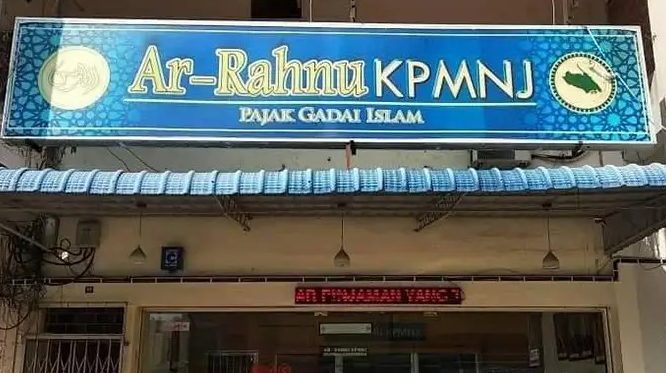 Ar-Rahnu KPMNJ
PAJAK GADAI ISLAM
AR PINJAMAN YANG